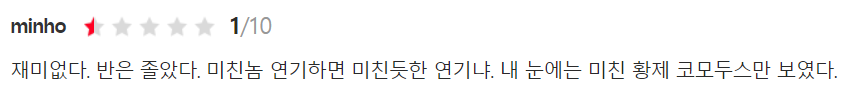 minho 1/10
재미없다. 반은 졸았다. 미친놈 연기하면 미친듯한 연기냐. 내 눈에는 미친 황제 코모두스만 보였다.